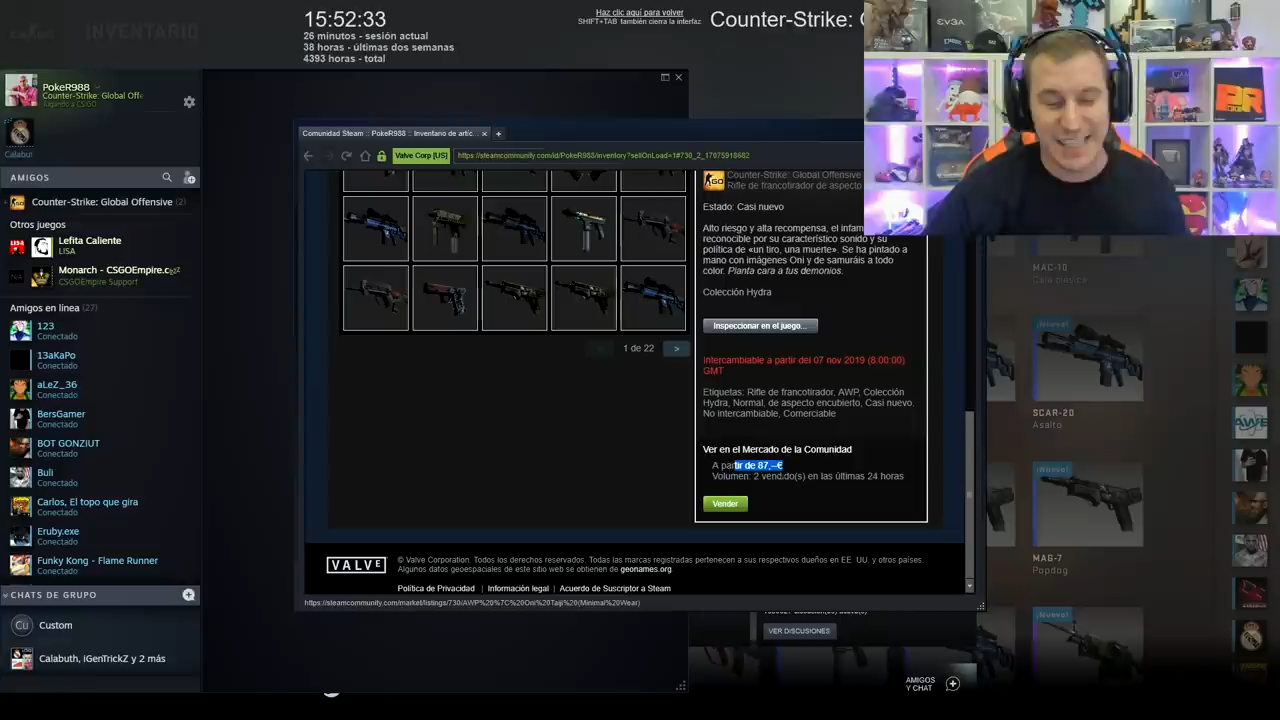 INVENTARIO
15:52:33
26 minutos - sesión actual
38 horas - últimas dos semanas
4393 horas - total
Haz clic aquí para volver
SHIFT+TAB también cierra la interfaz
Counter-Strike:
PokeR988
Counter-Strike: Global Offe
Jugando a CS:GO
Calabut
AMIGOS
Counter-Strike: Global Offensive (2)
Otros juegos
Lefita Caliente
LISA
Monarch - CSGOEmpire.c
CSGOEmpire Support
Amigos en línea (27)
123
Conectado
13aKaPo
Conectado
aLeZ_36
Conectado
BersGamer
Conectado
BOT GONZIUT
Conectado
Buli
Conectado
Carlos, El topo que gira
Conectado
Eruby.exe
Conectado
Funky Kong - Flame Runner
Conectado
CHATS DE GRUPO
Cu Custom
Calabuth, iGenTrickZ y 2 más
Comunidad Steam :: PokeR988 :: Inventario de artíc...
Valve Corp [US]
https://steamcommunity.com/id/PokeR988/inventory?sellOnLoad=1#730_2_17075918682
1 de 22
>
GO
Counter-Strike: Global Offensive
Rifle de francotirador de aspecto
Estado: Casi nuevo
Alto riesgo y alta recompensa, el infam
reconocible por su característico sonido y su
política de «un tiro, una muerte». Se ha pintado a
mano con imágenes Oni y de samuráis a todo
color. Planta cara a tus demonios.
Colección Hydra
Inspeccionar en el juego...
Intercambiable a partir del 07 nov 2019 (8:00:00)
GMT
Etiquetas: Rifle de francotirador, AWP, Colección
Hydra, Normal, de aspecto encubierto, Casi nuevo,
No intercambiable, Comerciable
Ver en el Mercado de la Comunidad
A partir de 87,--€
Volumen: 2 vendido(s) en las últimas 24 horas
Vender
VALVE
© Valve Corporation. Todos los derechos reservados. Todas las marcas registradas pertenecen a sus respectivos dueños en EE. UU. y otros países.
Algunos datos geoespaciales de este sitio web se obtienen de geonames.org.
Política de Privacidad | Información legal | Acuerdo de Suscriptor a Steam
https://steamcommunity.com/market/listings/730/AWP%20%7C%20Oni%20Taiji%20(Minimal%20Wear)
VER DISCUSIONES
AMIGOS
Y CHAT
EVGA
PR
MAC-10
¡Nuevo!
SCAR-20
Asalto
¡Nuevo!
MAG-7
Popdog
¡Nuevo!